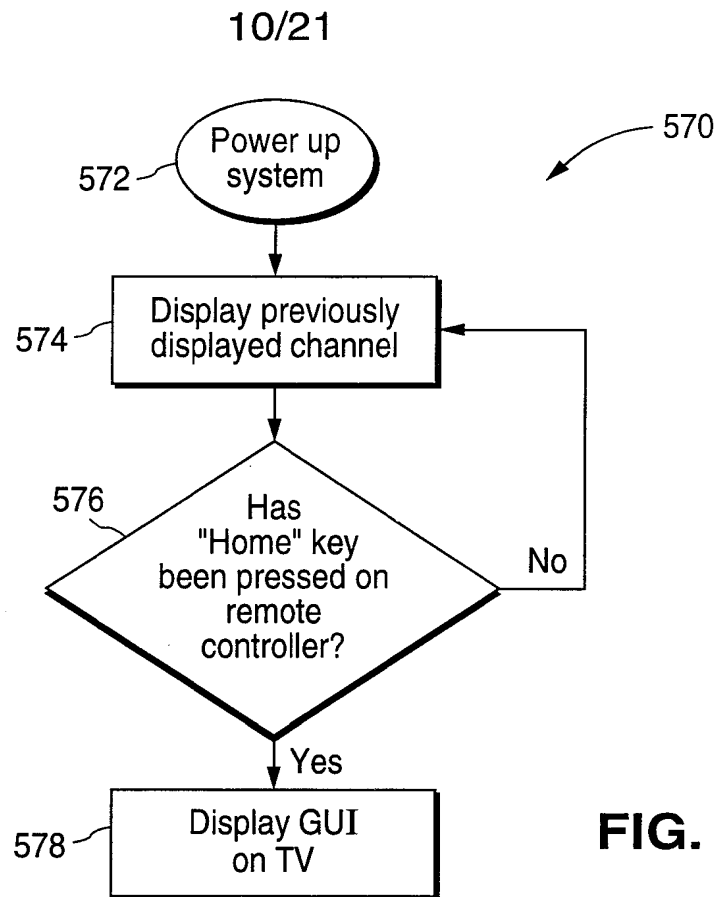 10/21
570
572
Power up
system
574
Display previously
displayed channel
576
Has
"Home" key
been pressed on
remote
controller?
No
Yes
578
Display GUI
on TV
FIG.